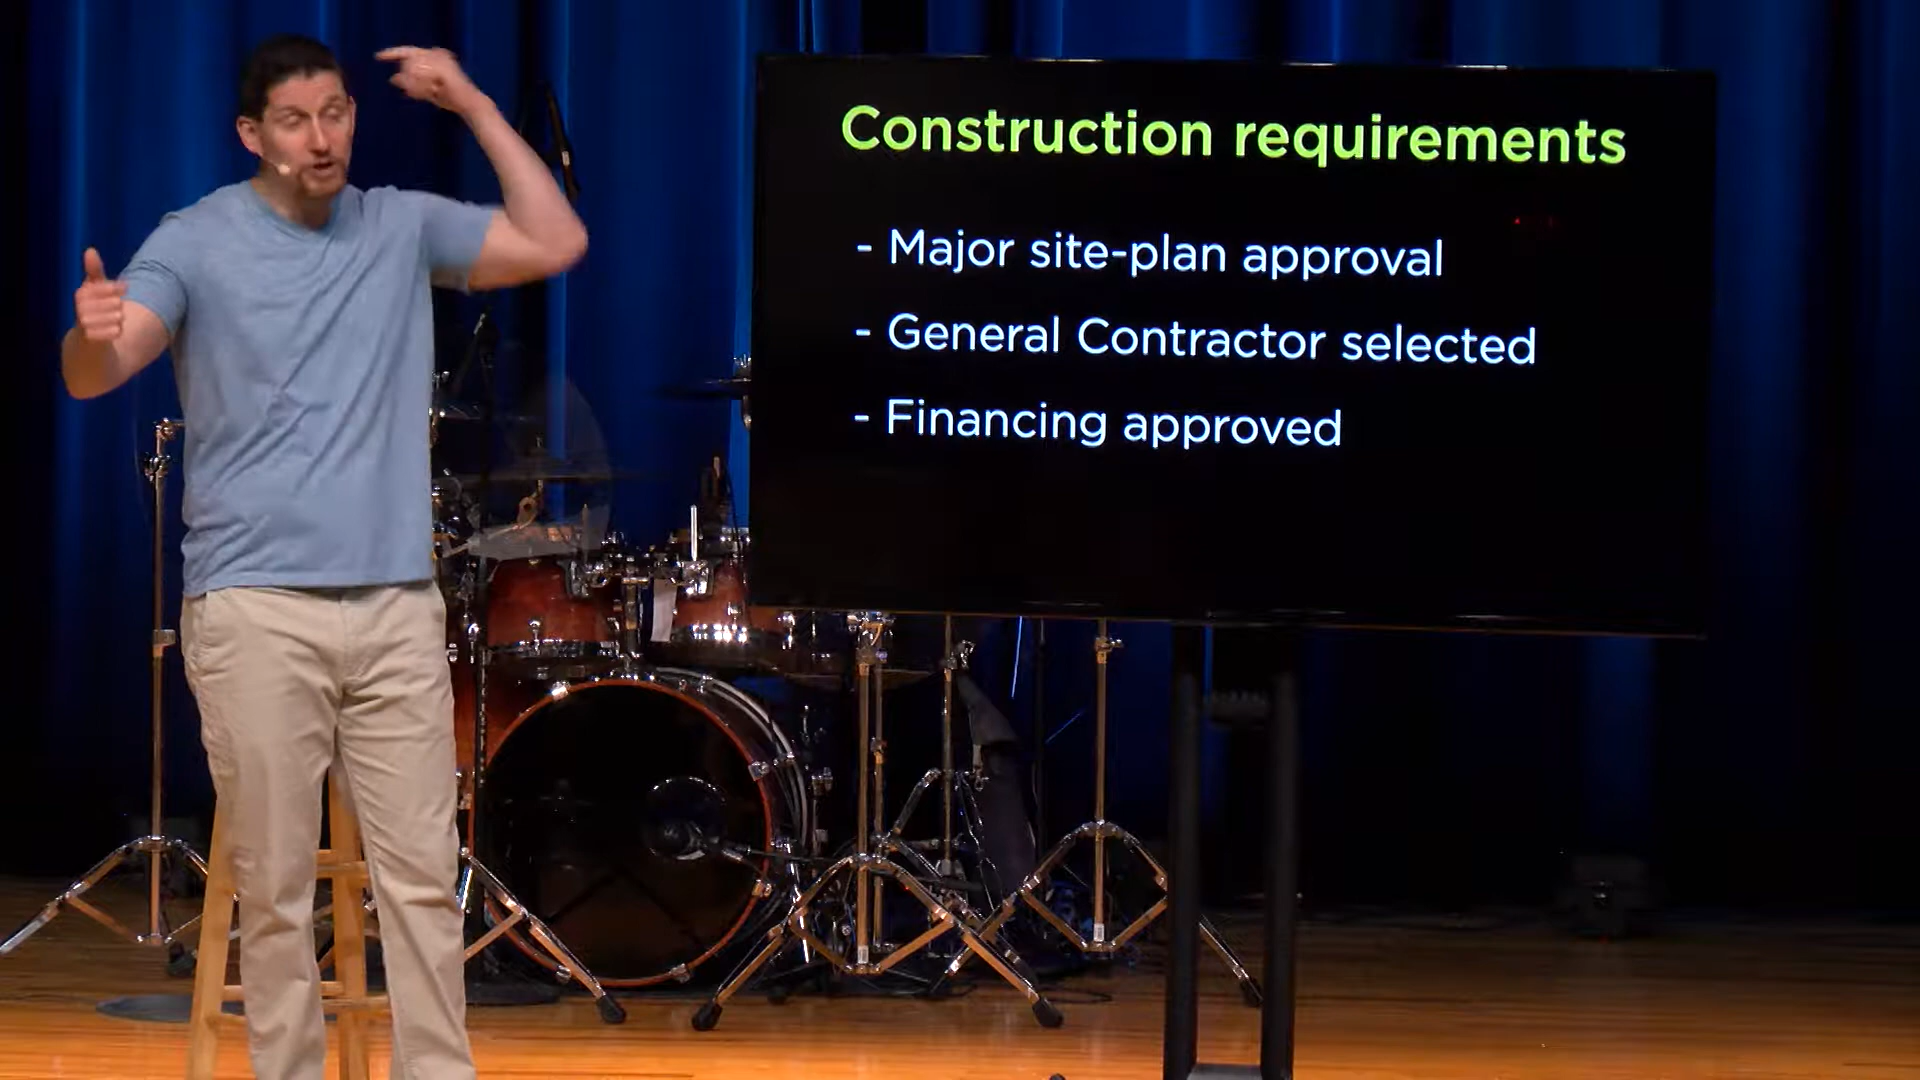 Construction requirements
- Major site-plan approval
- General Contractor selected
- Financing approved